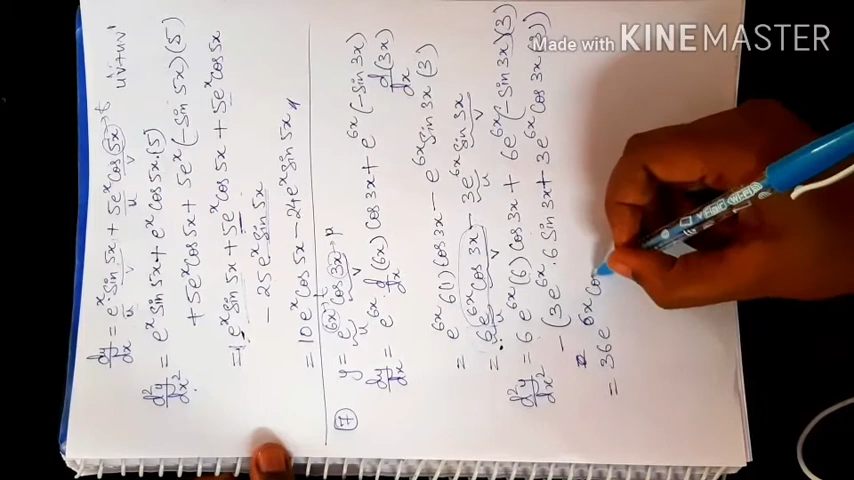 Made with KINEMASTER
dy/dx = e^x sin 5x + 5e^x cos 5x u'v+uv'
d²y/dx² = e^x sin 5x + e^x cos 5x.(5)
+ 5e^x cos 5x + 5e^x (-sin 5x)(5)
= e^x sin 5x + 5e^x cos 5x + 5e^x cos 5x
- 25e^x sin 5x
= 10e^x cos 5x - 24e^x sin 5x
7 y = e^6x cos 3x
dy/dx = e^6x . d/dx (6x) cos 3x + e^6x (-sin 3x) d/dx (3x)
= e^6x 6(1) cos 3x - e^6x sin 3x (3)
= 6e^6x cos 3x - 3e^6x sin 3x
d²y/dx² = 6 e^6x (6) cos 3x + 6e^6x (-sin 3x)(3)
- (3e^6x . 6 sin 3x + 3e^6x cos 3x (3))
= 36e^6x co